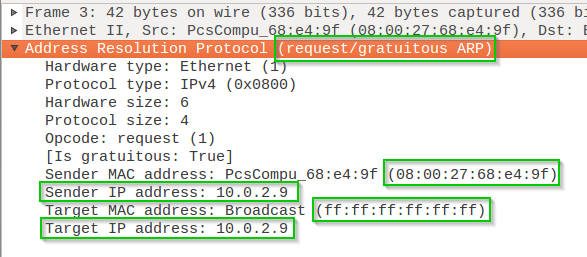 Frame 3: 42 bytes on wire (336 bits), 42 bytes captured (336 bi
Ethernet II, Src: PcsCompu_68:e4:9f (08:00:27:68:e4:9f), Dst:
Address Resolution Protocol (request/gratuitous ARP)
Hardware type: Ethernet (1)
Protocol type: IPv4 (0x0800)
Hardware size: 6
Protocol size: 4
Opcode: request (1)
[Is gratuitous: True]
Sender MAC address: PcsCompu_68:e4:9f (08:00:27:68:e4:9f)
Sender IP address: 10.0.2.9
Target MAC address: Broadcast (ff:ff:ff:ff:ff:ff)
Target IP address: 10.0.2.9